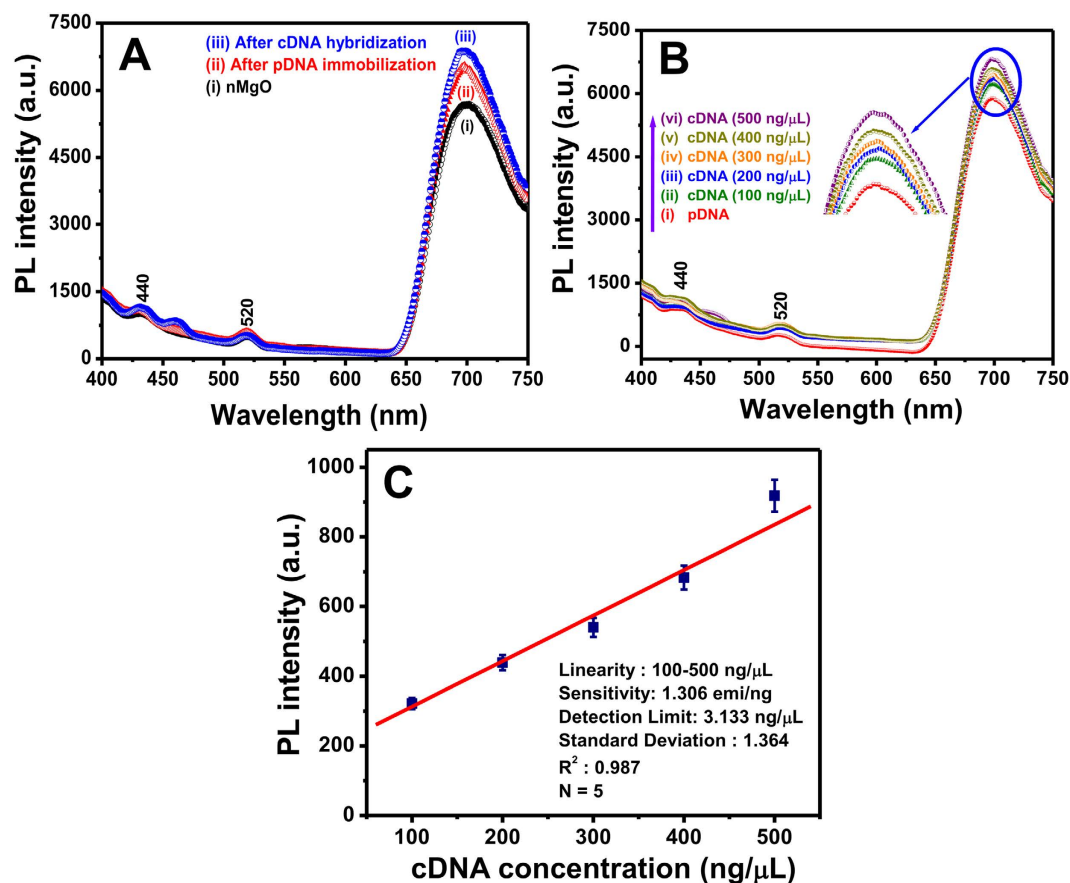 A
(iii) After cDNA hybridization
(ii) After pDNA immobilization
(i) nMgO
(iii)
(ii)
(i)
7500
6000
4500
3000
1500
0
440
520
400 450 500 550 600 650 700 750
PL intensity (a.u.)
Wavelength (nm)
B
(vi) cDNA (500 ng/μL)
(v) cDNA (400 ng/μL)
(iv) cDNA (300 ng/μL)
(iii) cDNA (200 ng/μL)
(ii) cDNA (100 ng/μL)
(i) pDNA
7500
6000
4500
3000
1500
0
440
520
400 450 500 550 600 650 700 750
PL intensity (a.u.)
Wavelength (nm)
C
1000
800
600
400
200
0
Linearity : 100-500 ng/μL
Sensitivity: 1.306 emi/ng
Detection Limit: 3.133 ng/μL
Standard Deviation : 1.364
R² : 0.987
N = 5
100 200 300 400 500
PL intensity (a.u.)
cDNA concentration (ng/μL)